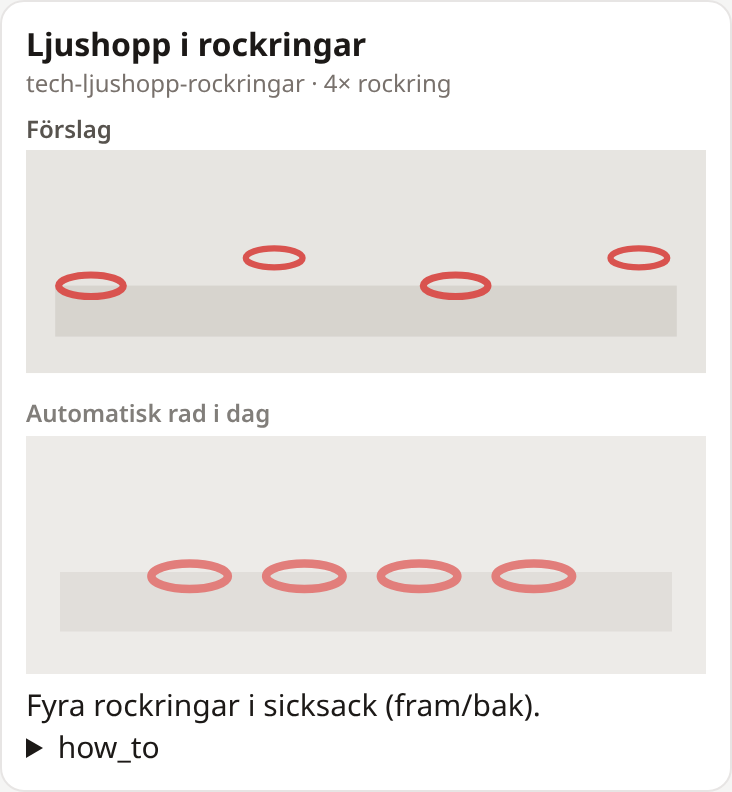 Ljushopp i rockringar
tech-ljushopp-rockringar · 4× rockring
Förslag
Automatisk rad i dag
Fyra rockringar i sicksack (fram/bak).
▶ how_to